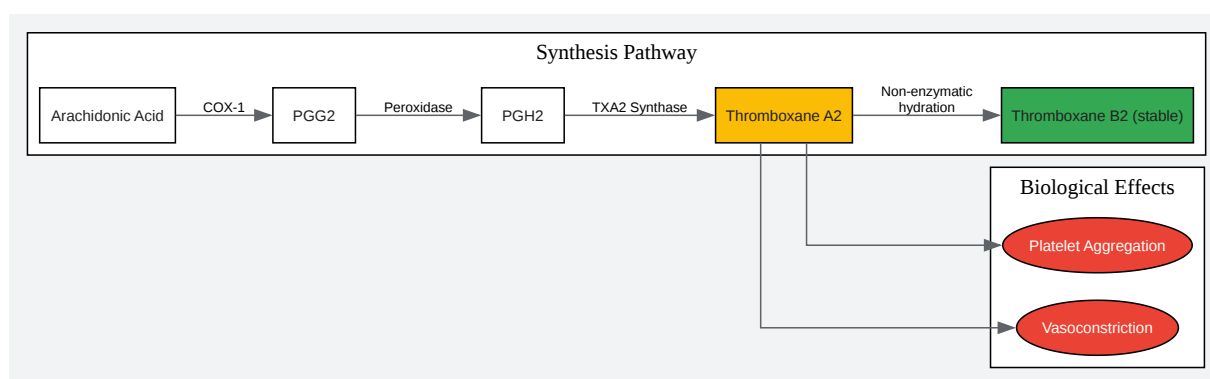 Synthesis Pathway
Arachidonic Acid
COX-1
PGG2
Peroxidase
PGH2
TXA2 Synthase
Thromboxane A2
Non-enzymatic
hydration
Thromboxane B2 (stable)
Biological Effects
Platelet Aggregation
Vasoconstriction